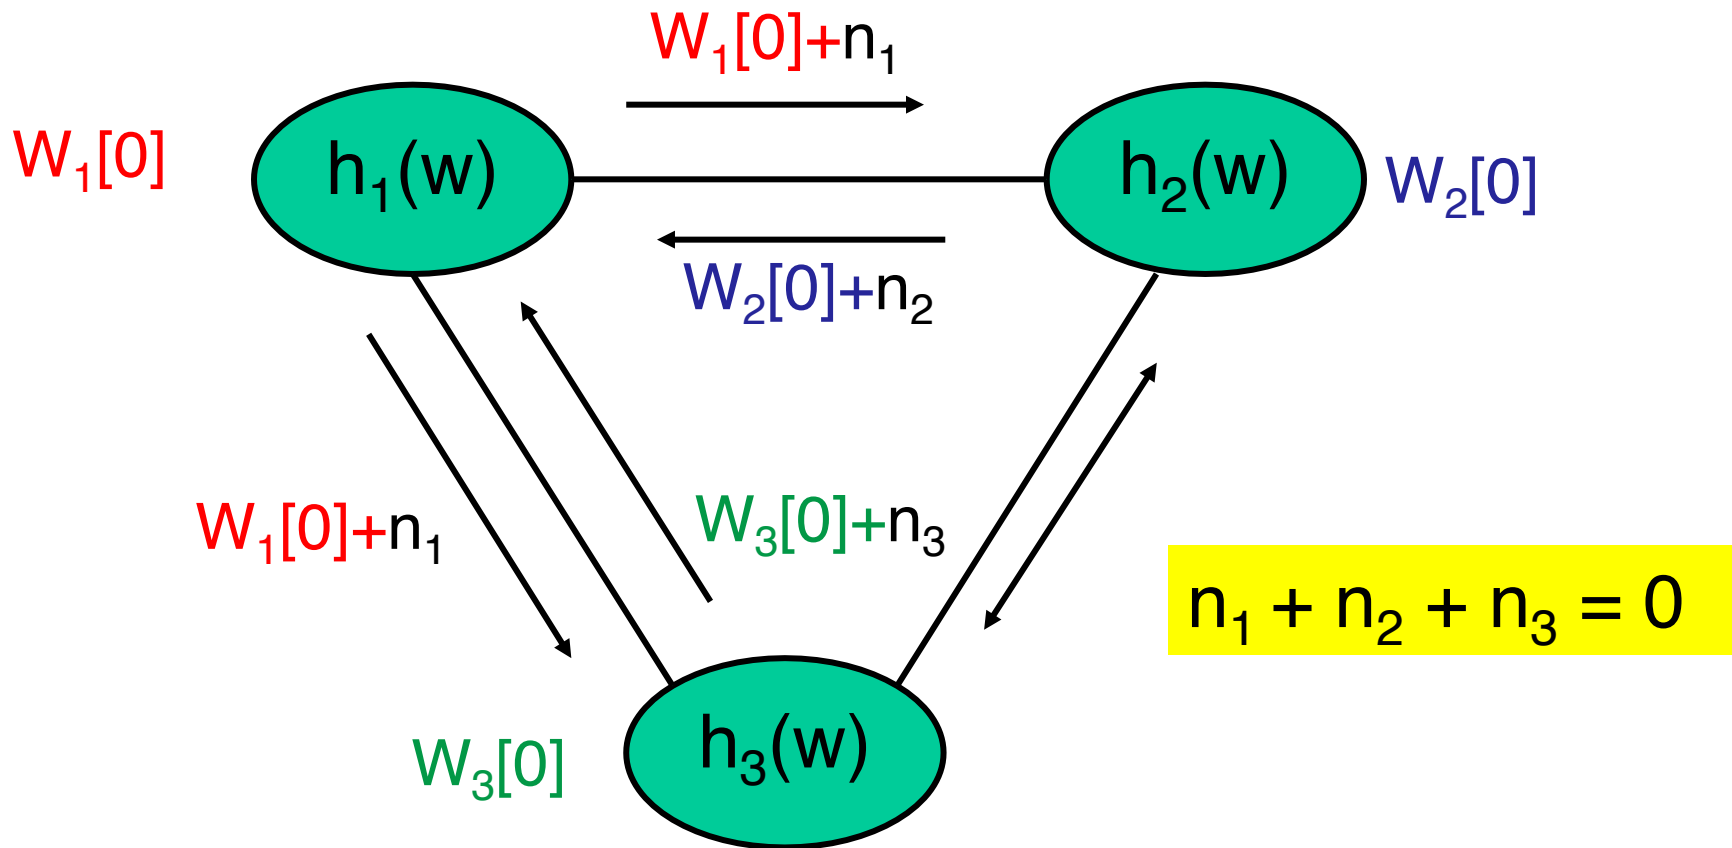 W₁[0]+n₁
W₁[0]
h₁(w)
h₂(w)
W₂[0]
W₂[0]+n₂
W₁[0]+n₁
W₃[0]+n₃
n₁ + n₂ + n₃ = 0
h₃(w)
W₃[0]